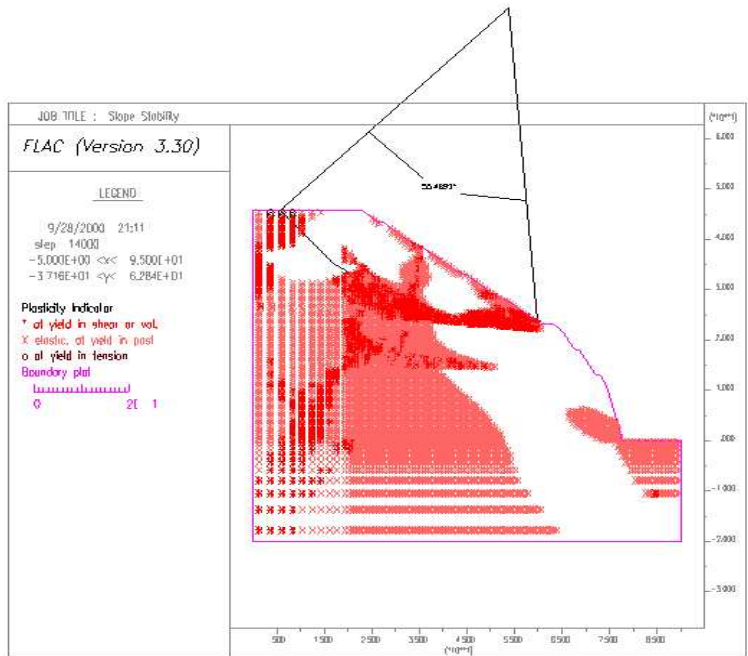 JOB TITLE : Slope Stability
(*10**1)
FLAC (Version 3.30)
LEGEND
9/28/2000 21:11
step 14000
-5.000E+00 <x< 9.500E+01
-3.716E+01 <y< 6.284E+01
Plasticity Indicator
* at yield in shear or vol.
X elastic, at yield in past
o at yield in tension
Boundary plot
0 2E 1
6.000
5.000
4.000
3.000
2.000
1.000
.000
-1.000
-2.000
-3.000
.500 1.500 2.500 3.500 4.500 5.500 6.500 7.500 8.500
(*10**1)